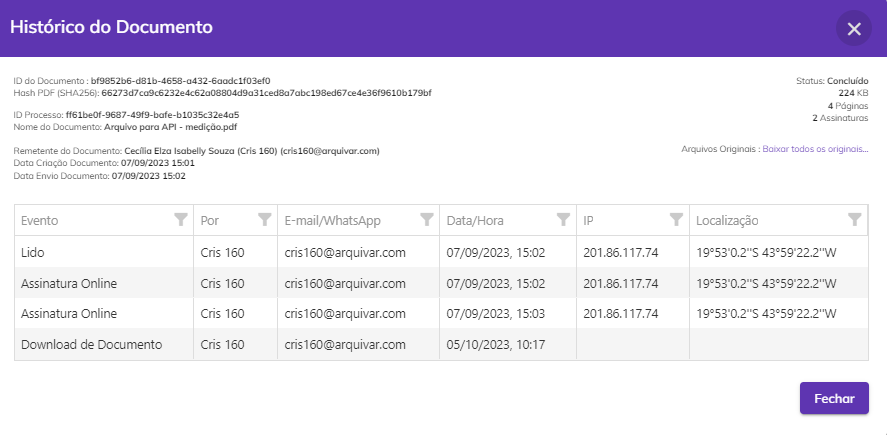 Histórico do Documento
ID do Documento : bf9852b6-d81b-4658-a432-6aadc1f03ef0
Status: Concluído
Hash PDF (SHA256): 66273d7ca9c6232e4c62a08804d9a31ced8a7abc198ed67ce4e36f9610b179bf
224 KB
4 Páginas
ID Processo: ff61be0f-9687-49f9-bafe-b1035c32e4a5
2 Assinaturas
Nome do Documento: Arquivo para API - medição.pdf
Remetente do Documento: Cecília Elza Isabelly Souza (Cris 160) (cris160@arquivar.com)
Arquivos Originais : Baixar todos os originais...
Data Criação Documento: 07/09/2023 15:01
Data Envio Documento: 07/09/2023 15:02
Evento Por E-mail/WhatsApp Data/Hora IP Localização
Lido Cris 160 cris160@arquivar.com 07/09/2023, 15:02 201.86.117.74 19°53'0.2''S 43°59'22.2''W
Assinatura Online Cris 160 cris160@arquivar.com 07/09/2023, 15:02 201.86.117.74 19°53'0.2''S 43°59'22.2''W
Assinatura Online Cris 160 cris160@arquivar.com 07/09/2023, 15:03 201.86.117.74 19°53'0.2''S 43°59'22.2''W
Download de Documento Cris 160 cris160@arquivar.com 05/10/2023, 10:17
Fechar